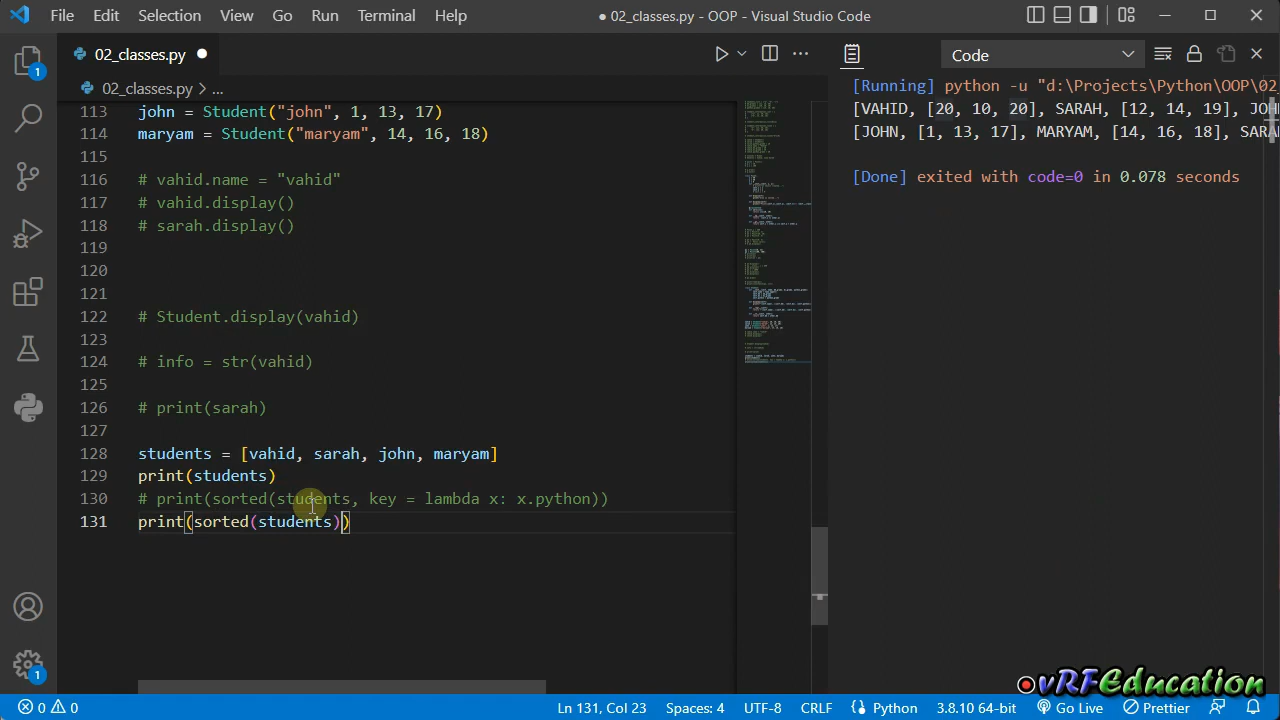 File Edit Selection View Go Run Terminal Help ● 02_classes.py - OOP - Visual Studio Code
02_classes.py ●
Code
02_classes.py > ...
1
113 john = Student("john", 1, 13, 17)
114 maryam = Student("maryam", 14, 16, 18)
115
116 # vahid.name = "vahid"
117 # vahid.display()
118 # sarah.display()
119
120
121
122 # Student.display(vahid)
123
124 # info = str(vahid)
125
126 # print(sarah)
127
128 students = [vahid, sarah, john, maryam]
129 print(students)
130 # print(sorted(students, key = lambda x: x.python))
131 print(sorted(students))
[Running] python -u "d:\Projects\Python\OOP\02_
[VAHID, [20, 10, 20], SARAH, [12, 14, 19], JOH
[JOHN, [1, 13, 17], MARYAM, [14, 16, 18], SARA
[Done] exited with code=0 in 0.078 seconds
1
vRFEducation
0 0 Ln 131, Col 23 Spaces: 4 UTF-8 CRLF Python 3.8.10 64-bit Go Live Prettier